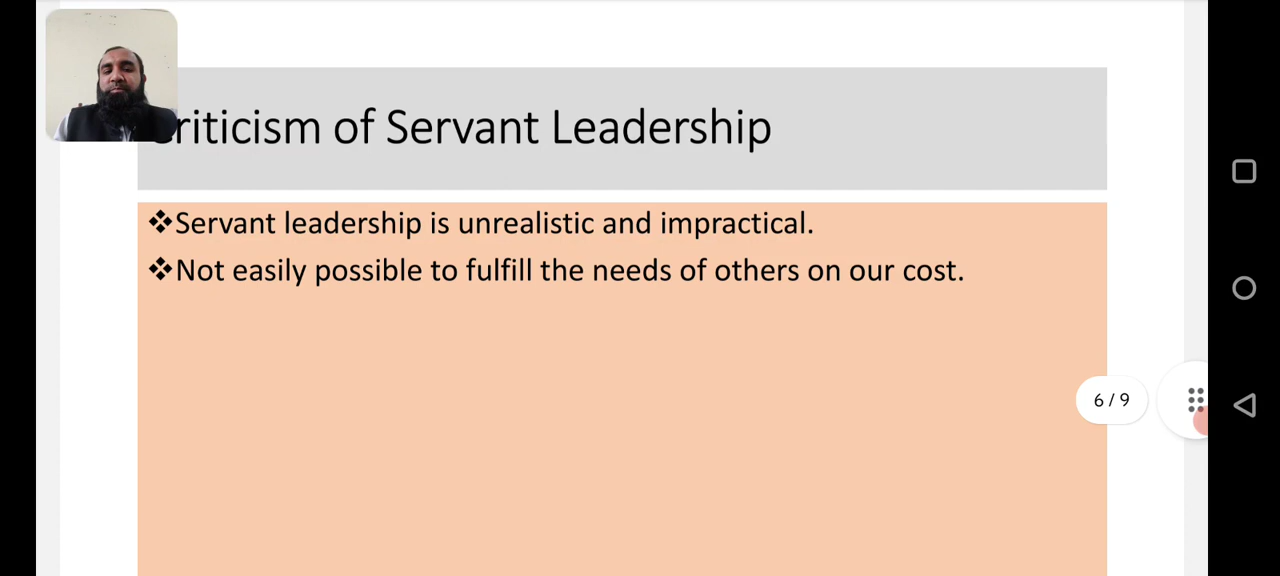 Criticism of Servant Leadership
❖Servant leadership is unrealistic and impractical.
❖Not easily possible to fulfill the needs of others on our cost.
6 / 9